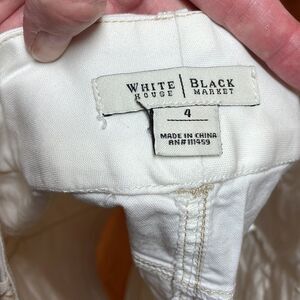 WHITE | BLACK
HOUSE | MARKET
4
MADE IN CHINA
RN#111459